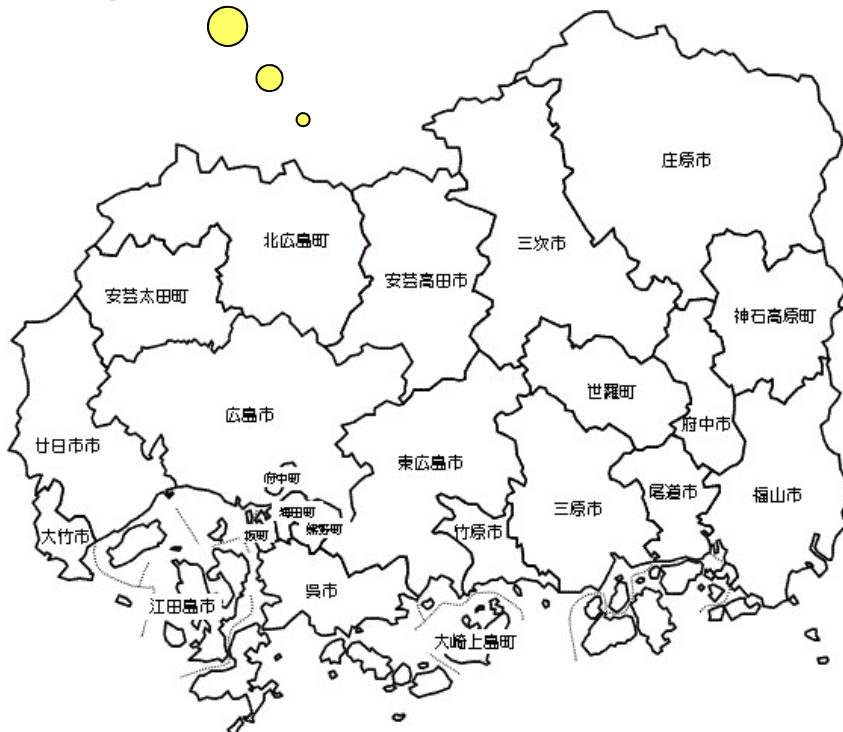 庄原市
北広島町
三次市
安芸高田市
安芸太田町
神石高原町
世羅町
広島市
府中市
廿日市市
東広島市
府中町
尾道市
福山市
三原市
海田町
熊野町
竹原市
坂町
大竹市
呉市
江田島市
大崎上島町